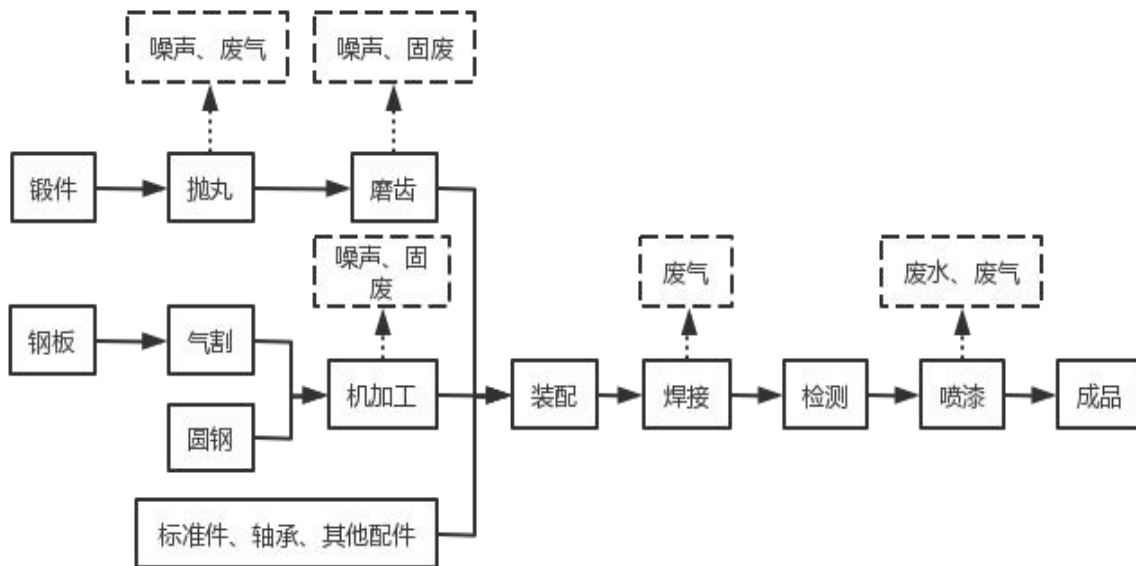 噪声、废气
噪声、固废
锻件
抛丸
磨齿
噪声、固
废
废气
废水、废气
钢板
气割
机加工
装配
焊接
检测
喷漆
成品
圆钢
标准件、轴承、其他配件